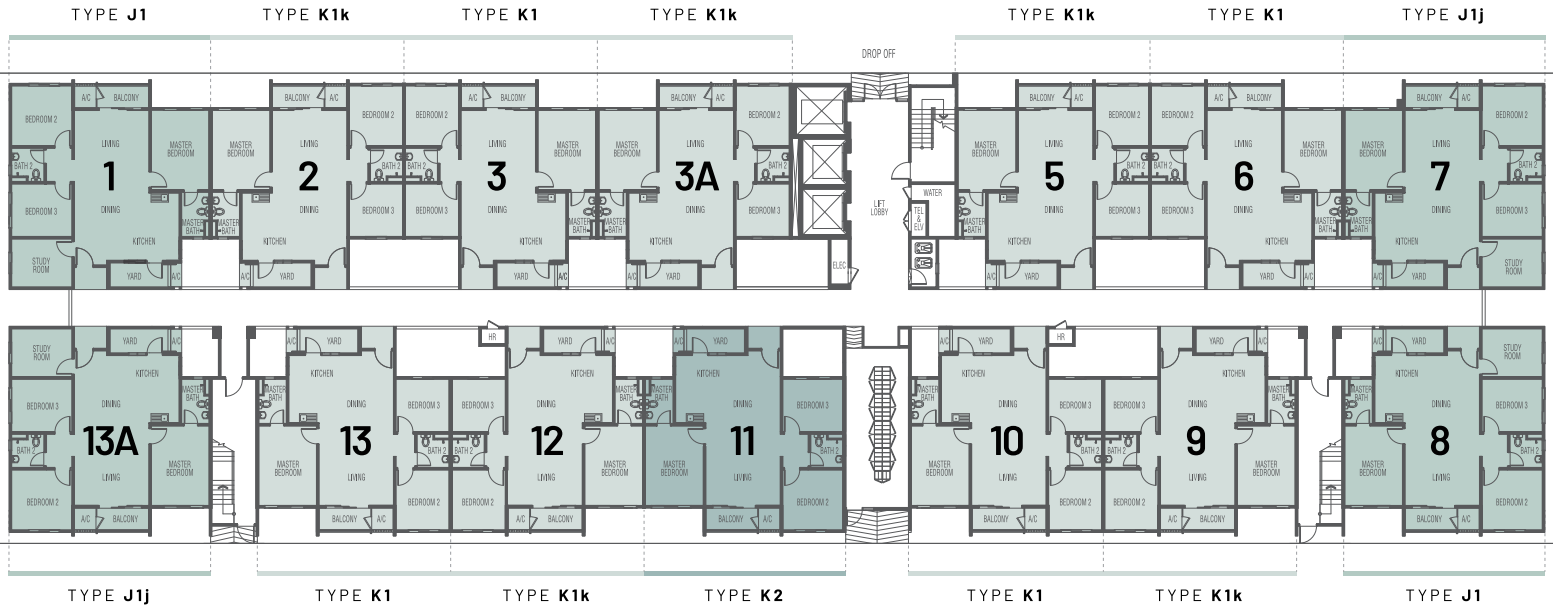 TYPE J1
TYPE K1k
TYPE K1
TYPE K1k
TYPE K1k
TYPE K1
TYPE J1j
DROP OFF
A/C
BALCONY
BEDROOM 2
LIVING
MASTER
BEDROOM
BATH 2
1
BEDROOM 3
DINING
MASTER
BATH
KITCHEN
STUDY
ROOM
YARD
A/C
BALCONY
A/C
MASTER
BEDROOM
LIVING
BEDROOM 2
BATH 2
2
DINING
BEDROOM 3
MASTER
BATH
KITCHEN
A/C
YARD
A/C
BALCONY
BEDROOM 2
LIVING
MASTER
BEDROOM
BATH 2
3
BEDROOM 3
DINING
MASTER
BATH
KITCHEN
YARD
A/C
BALCONY
A/C
MASTER
BEDROOM
LIVING
BEDROOM 2
BATH 2
3A
DINING
BEDROOM 3
MASTER
BATH
KITCHEN
A/C
YARD
LIFT
LOBBY
ELEC
WATER
TEL
&
ELV
BALCONY
A/C
MASTER
BEDROOM
LIVING
BEDROOM 2
BATH 2
5
DINING
BEDROOM 3
MASTER
BATH
KITCHEN
A/C
YARD
A/C
BALCONY
BEDROOM 2
LIVING
MASTER
BEDROOM
BATH 2
6
BEDROOM 3
DINING
MASTER
BATH
KITCHEN
YARD
A/C
BALCONY
A/C
MASTER
BEDROOM
LIVING
BEDROOM 2
BATH 2
7
DINING
BEDROOM 3
MASTER
BATH
KITCHEN
A/C
YARD
STUDY
ROOM
STUDY
ROOM
YARD
A/C
KITCHEN
MASTER
BATH
BEDROOM 3
DINING
13A
BATH 2
MASTER
BEDROOM
LIVING
BEDROOM 2
A/C
BALCONY
A/C
YARD
KITCHEN
MASTER
BATH
DINING
BEDROOM 3
13
BATH 2
MASTER
BEDROOM
LIVING
BEDROOM 2
BALCONY
A/C
HR
YARD
A/C
KITCHEN
MASTER
BATH
BEDROOM 3
DINING
12
BATH 2
MASTER
BEDROOM
LIVING
BEDROOM 2
A/C
BALCONY
A/C
YARD
KITCHEN
MASTER
BATH
DINING
BEDROOM 3
11
BATH 2
MASTER
BEDROOM
LIVING
BEDROOM 2
BALCONY
A/C
A/C
YARD
KITCHEN
MASTER
BATH
DINING
BEDROOM 3
10
BATH 2
MASTER
BEDROOM
LIVING
BEDROOM 2
BALCONY
A/C
HR
YARD
A/C
KITCHEN
MASTER
BATH
BEDROOM 3
DINING
9
BATH 2
MASTER
BEDROOM
LIVING
BEDROOM 2
A/C
BALCONY
A/C
YARD
STUDY
ROOM
KITCHEN
MASTER
BATH
DINING
BEDROOM 3
8
BATH 2
MASTER
BEDROOM
LIVING
BEDROOM 2
BALCONY
A/C
TYPE J1j
TYPE K1
TYPE K1k
TYPE K2
TYPE K1
TYPE K1k
TYPE J1